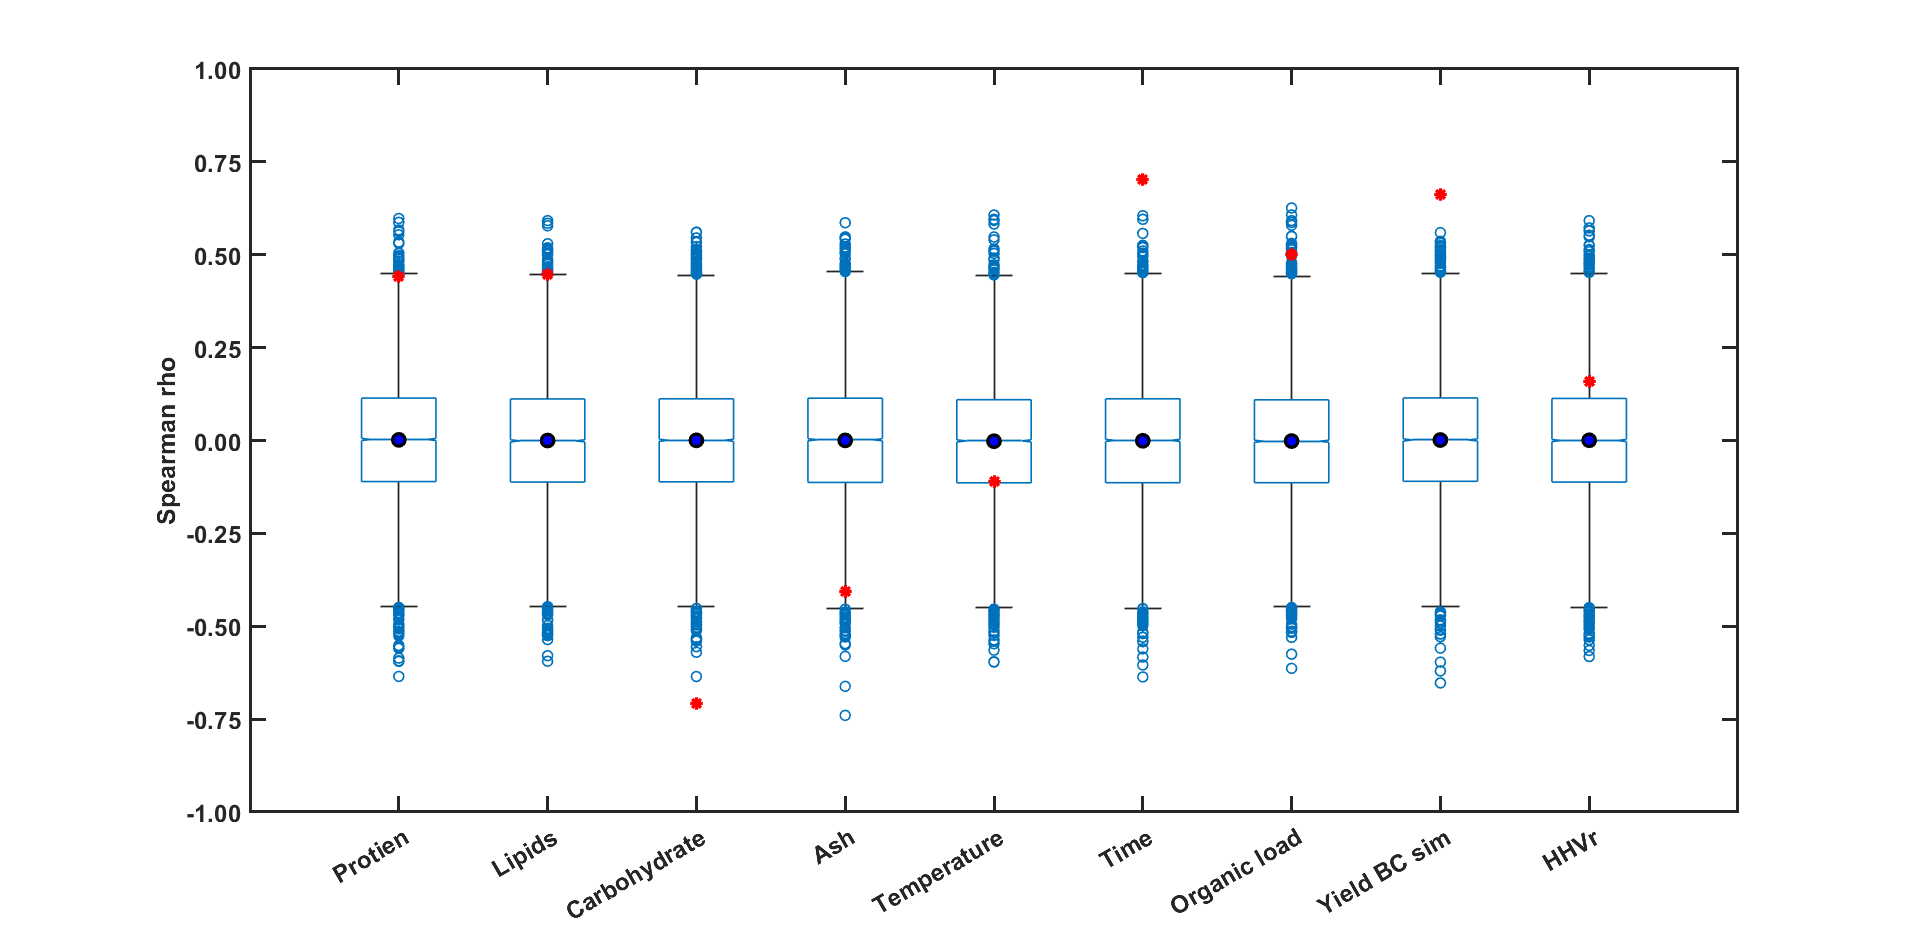 1.00
0.75
0.50
0.25
0.00
-0.25
-0.50
-0.75
-1.00
Spearman rho
Protien
Lipids
Carbohydrate
Ash
Temperature
Time
Organic load
Yield BC sim
HHVr